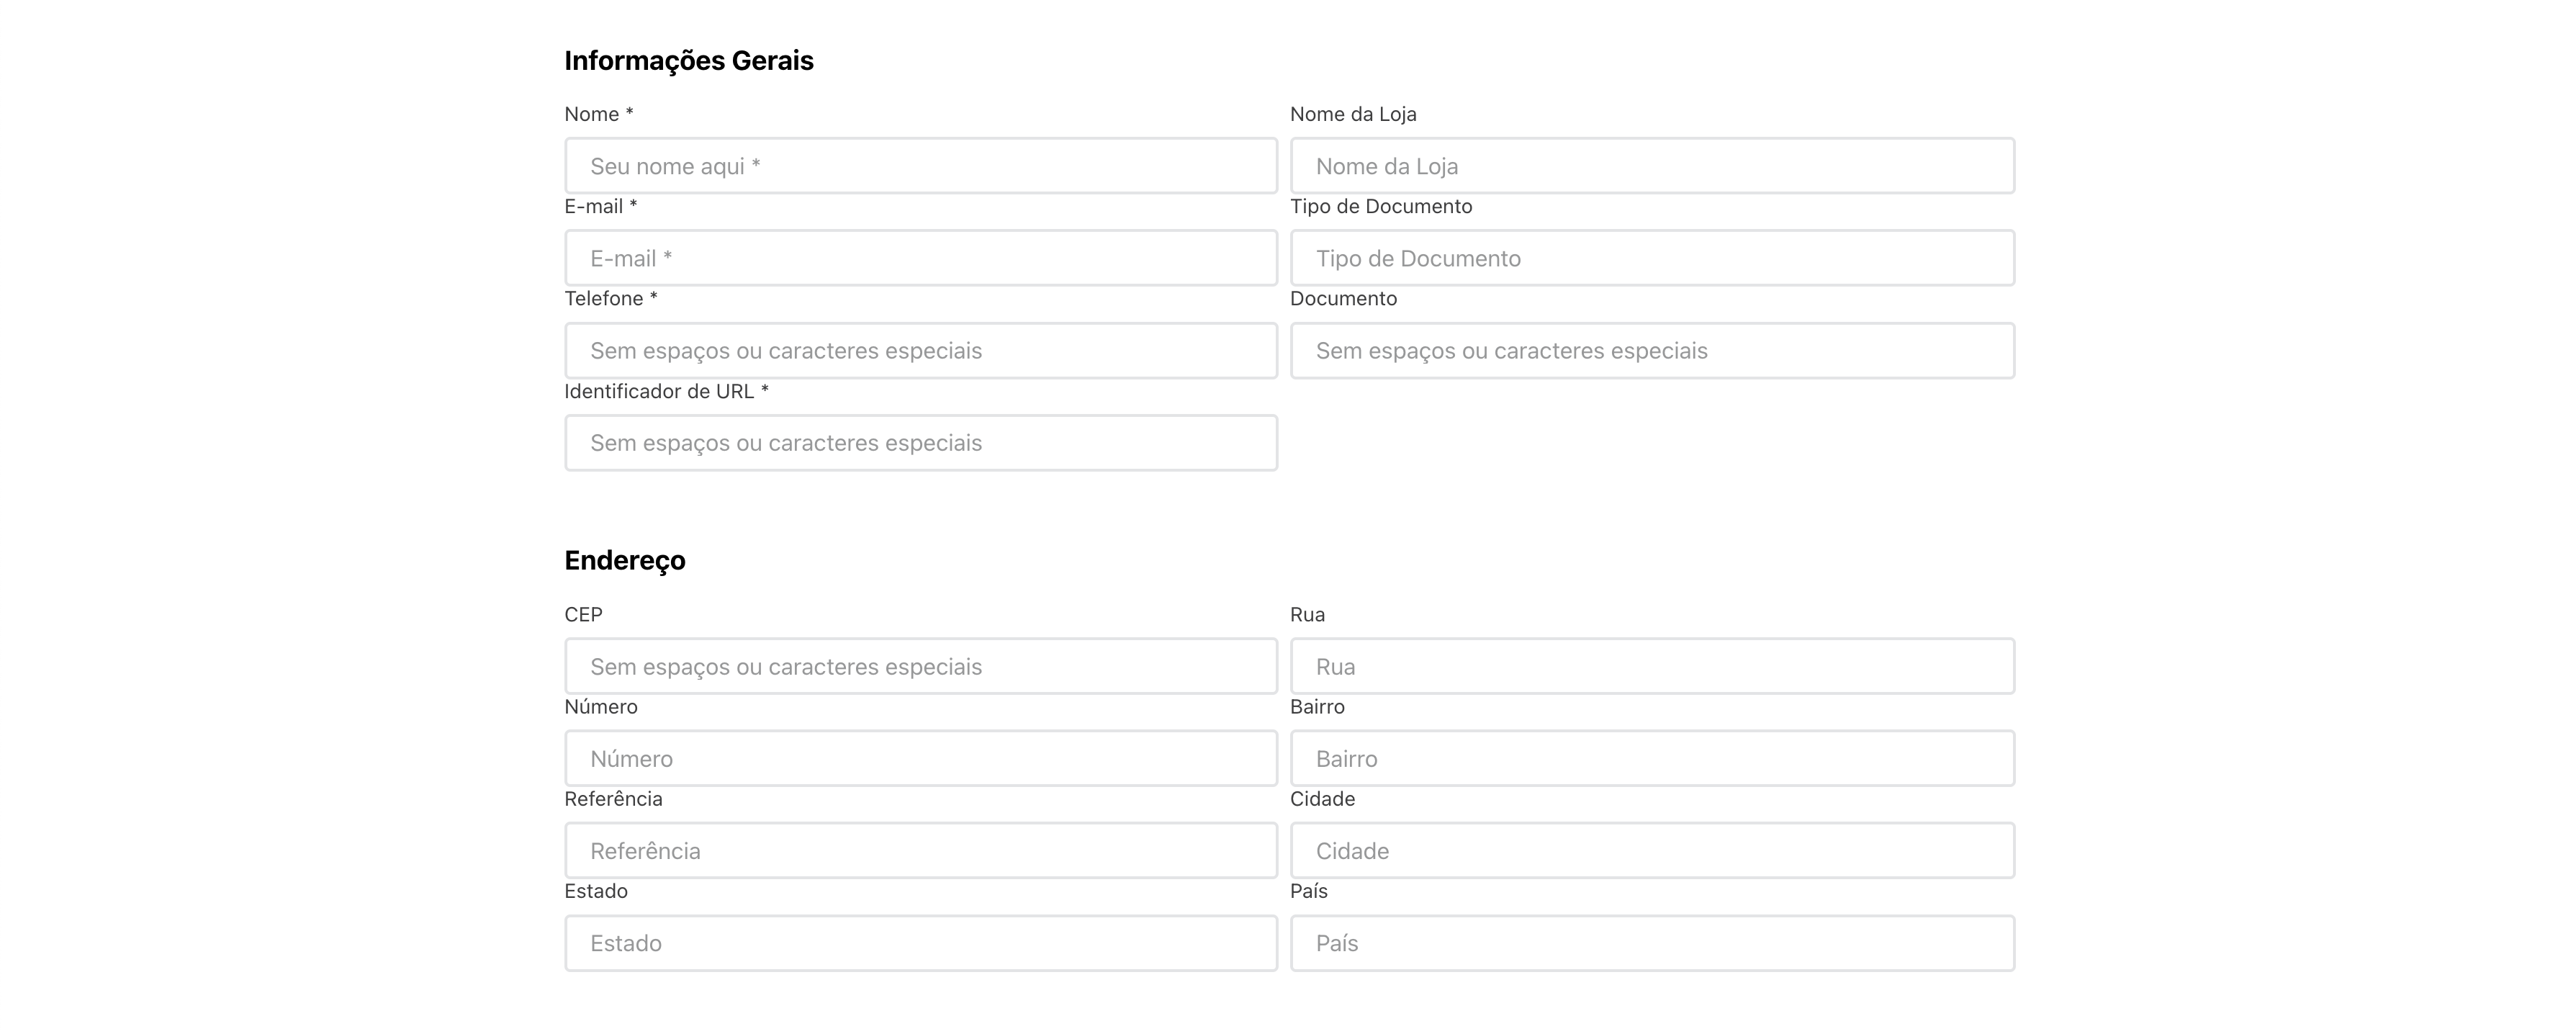 Informações Gerais
Nome *
Nome da Loja
Seu nome aqui *
Nome da Loja
E-mail *
Tipo de Documento
E-mail *
Tipo de Documento
Telefone *
Documento
Sem espaços ou caracteres especiais
Sem espaços ou caracteres especiais
Identificador de URL *
Sem espaços ou caracteres especiais
Endereço
CEP
Rua
Sem espaços ou caracteres especiais
Rua
Número
Bairro
Número
Bairro
Referência
Cidade
Referência
Cidade
Estado
País
Estado
País